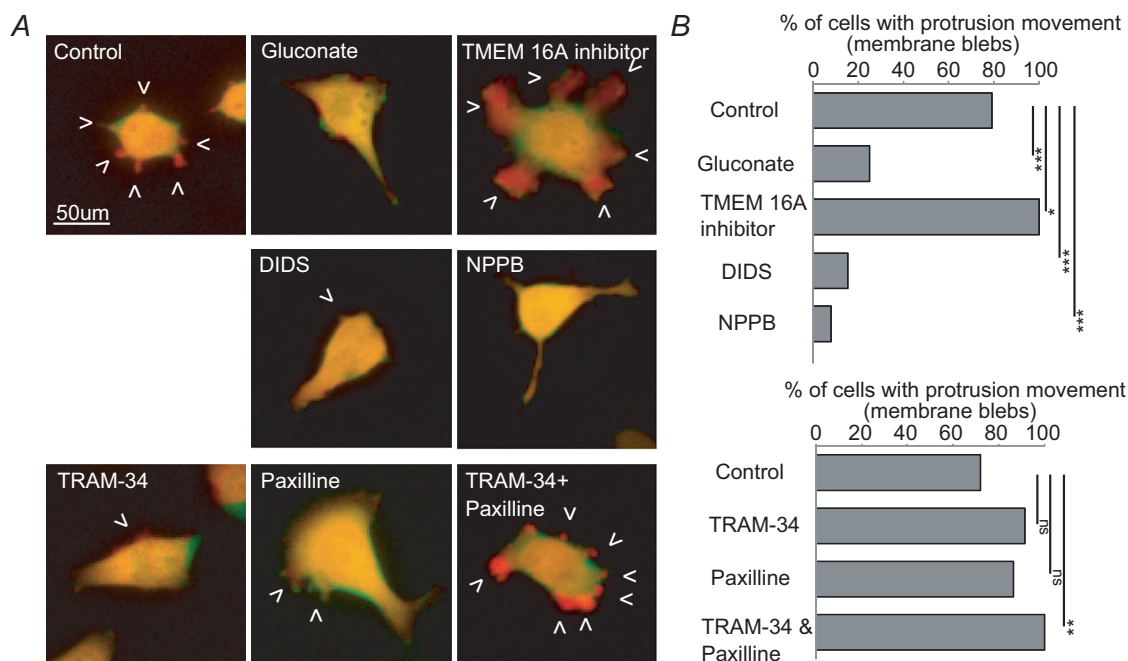 A
Control
Gluconate
TMEM 16A inhibitor
50um
DIDS
NPPB
TRAM-34
Paxilline
TRAM-34+
Paxilline
B
% of cells with protrusion movement
(membrane blebs)
0 20 40 60 80 100
Control
Gluconate
TMEM 16A
inhibitor
DIDS
NPPB
***
*
***
***
% of cells with protrusion movement
(membrane blebs)
0 20 40 60 80 100
Control
TRAM-34
Paxilline
TRAM-34 &
Paxilline
ns
ns
**